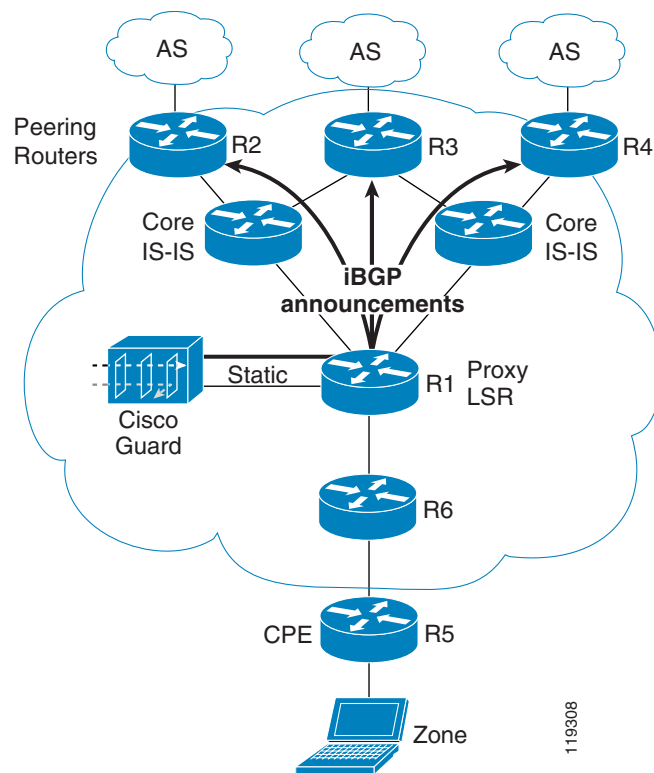 AS
AS
AS
Peering
Routers
R2
R3
R4
Core
IS-IS
Core
IS-IS
iBGP
announcements
Static
R1
Proxy
LSR
Cisco
Guard
R6
CPE
R5
Zone
119308